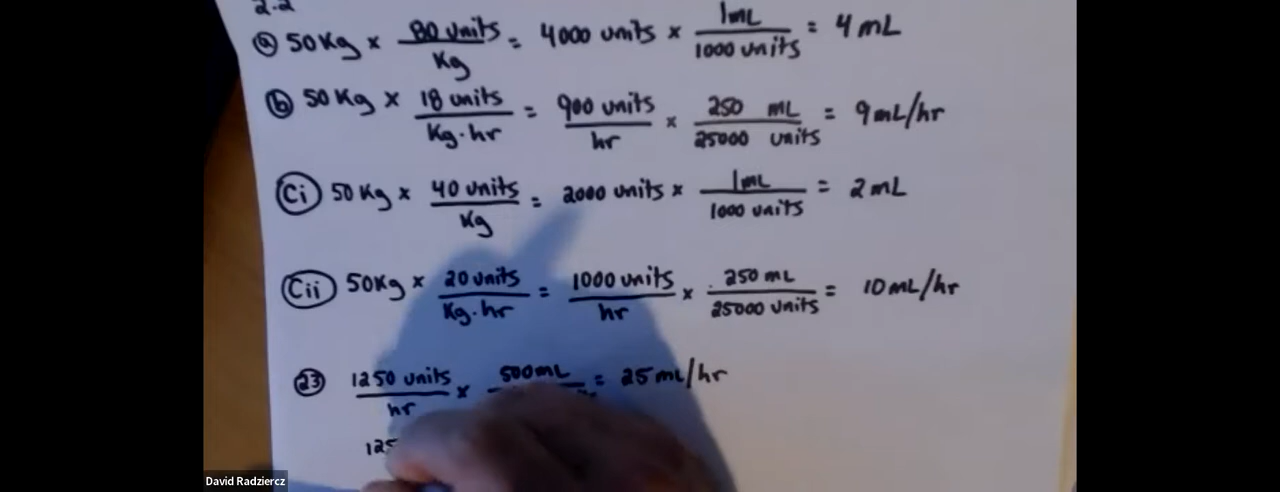 2.2
(a) 50 Kg × 80 units / Kg = 4000 units × 1 mL / 1000 units = 4 mL
(b) 50 Kg × 18 units / Kg·hr = 900 units / hr × 250 mL / 25000 units = 9 mL/hr
(Ci) 50 Kg × 40 units / Kg = 2000 units × 1 mL / 1000 units = 2 mL
(Cii) 50 Kg × 20 units / Kg·hr = 1000 units / hr × 250 mL / 25000 units = 10 mL/hr
(23) 1250 units / hr × 500 mL = 25 mL/hr
David Radziercz